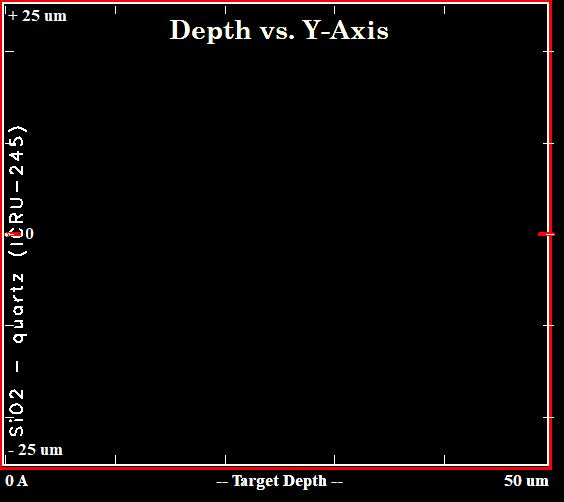 + 25 um
Depth vs. Y-Axis
SiO2 - quartz (ICRU-245)
0
- 25 um
0 A
-- Target Depth --
50 um